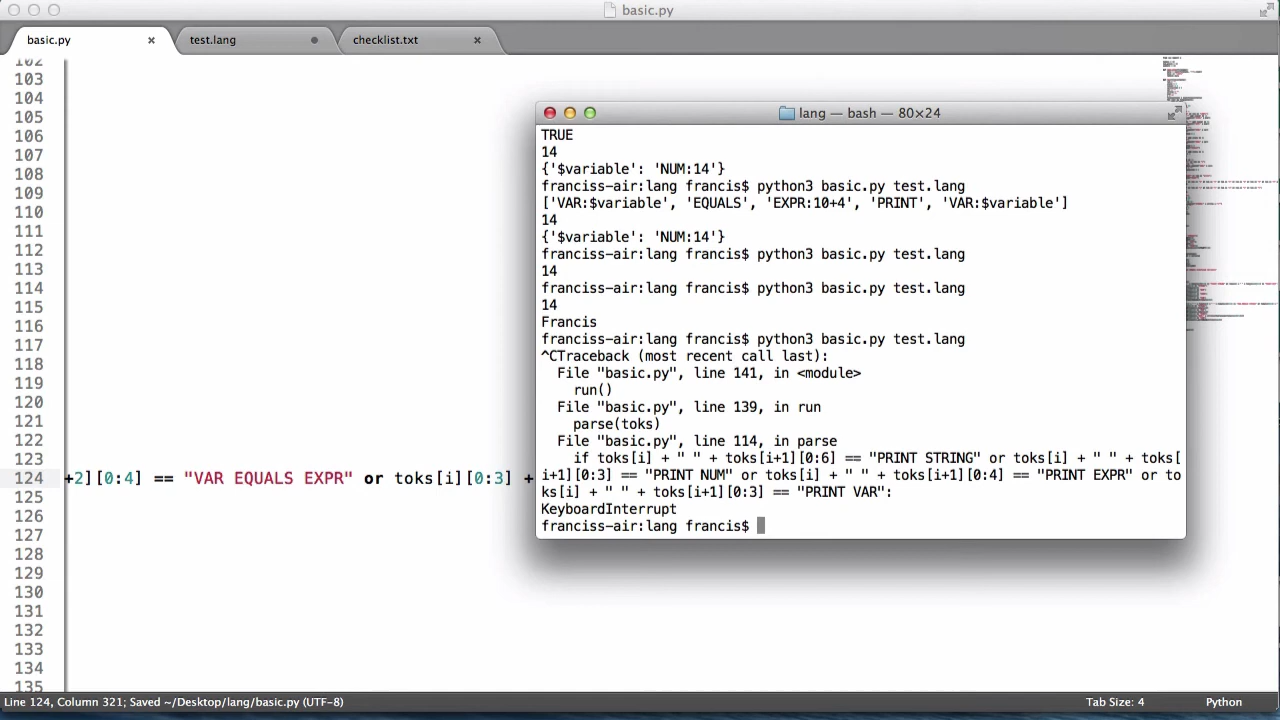 basic.py
basic.py
test.lang
checklist.txt
102
103
104
105
106
107
108
109
110
111
112
113
114
115
116
117
118
119
120
121
122
123
124
125
126
127
128
129
130
131
132
133
134
135
+2][0:4] == "VAR EQUALS EXPR" or toks[i][0:3] +
lang — bash — 80×24
TRUE
14
{'$variable': 'NUM:14'}
franciss-air:lang francis$ python3 basic.py test.lang
['VAR:$variable', 'EQUALS', 'EXPR:10+4', 'PRINT', 'VAR:$variable']
14
{'$variable': 'NUM:14'}
franciss-air:lang francis$ python3 basic.py test.lang
14
franciss-air:lang francis$ python3 basic.py test.lang
14
Francis
franciss-air:lang francis$ python3 basic.py test.lang
^CTraceback (most recent call last):
File "basic.py", line 141, in <module>
run()
File "basic.py", line 139, in run
parse(toks)
File "basic.py", line 114, in parse
if toks[i] + " " + toks[i+1][0:6] == "PRINT STRING" or toks[i] + " " + toks[
i+1][0:3] == "PRINT NUM" or toks[i] + " " + toks[i+1][0:4] == "PRINT EXPR" or to
ks[i] + " " + toks[i+1][0:3] == "PRINT VAR":
KeyboardInterrupt
franciss-air:lang francis$
Line 124, Column 321; Saved ~/Desktop/lang/basic.py (UTF-8)
Tab Size: 4
Python